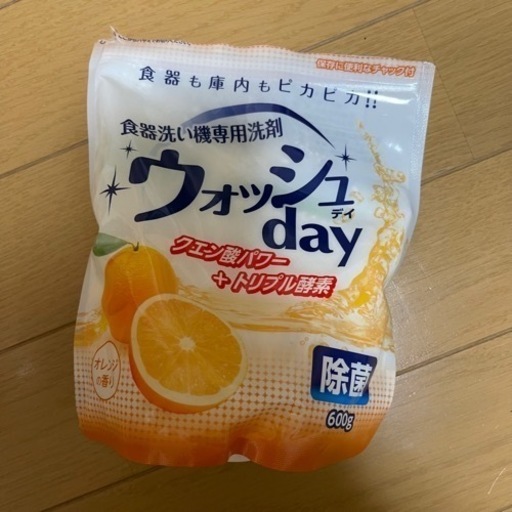 保存に便利なチャック付
食器も庫内もピカピカ!!
食器洗い機専用洗剤
ウォッシュ
デイ
day
クエン酸パワー
+トリプル酵素
オレンジ
の香り
除菌
600g